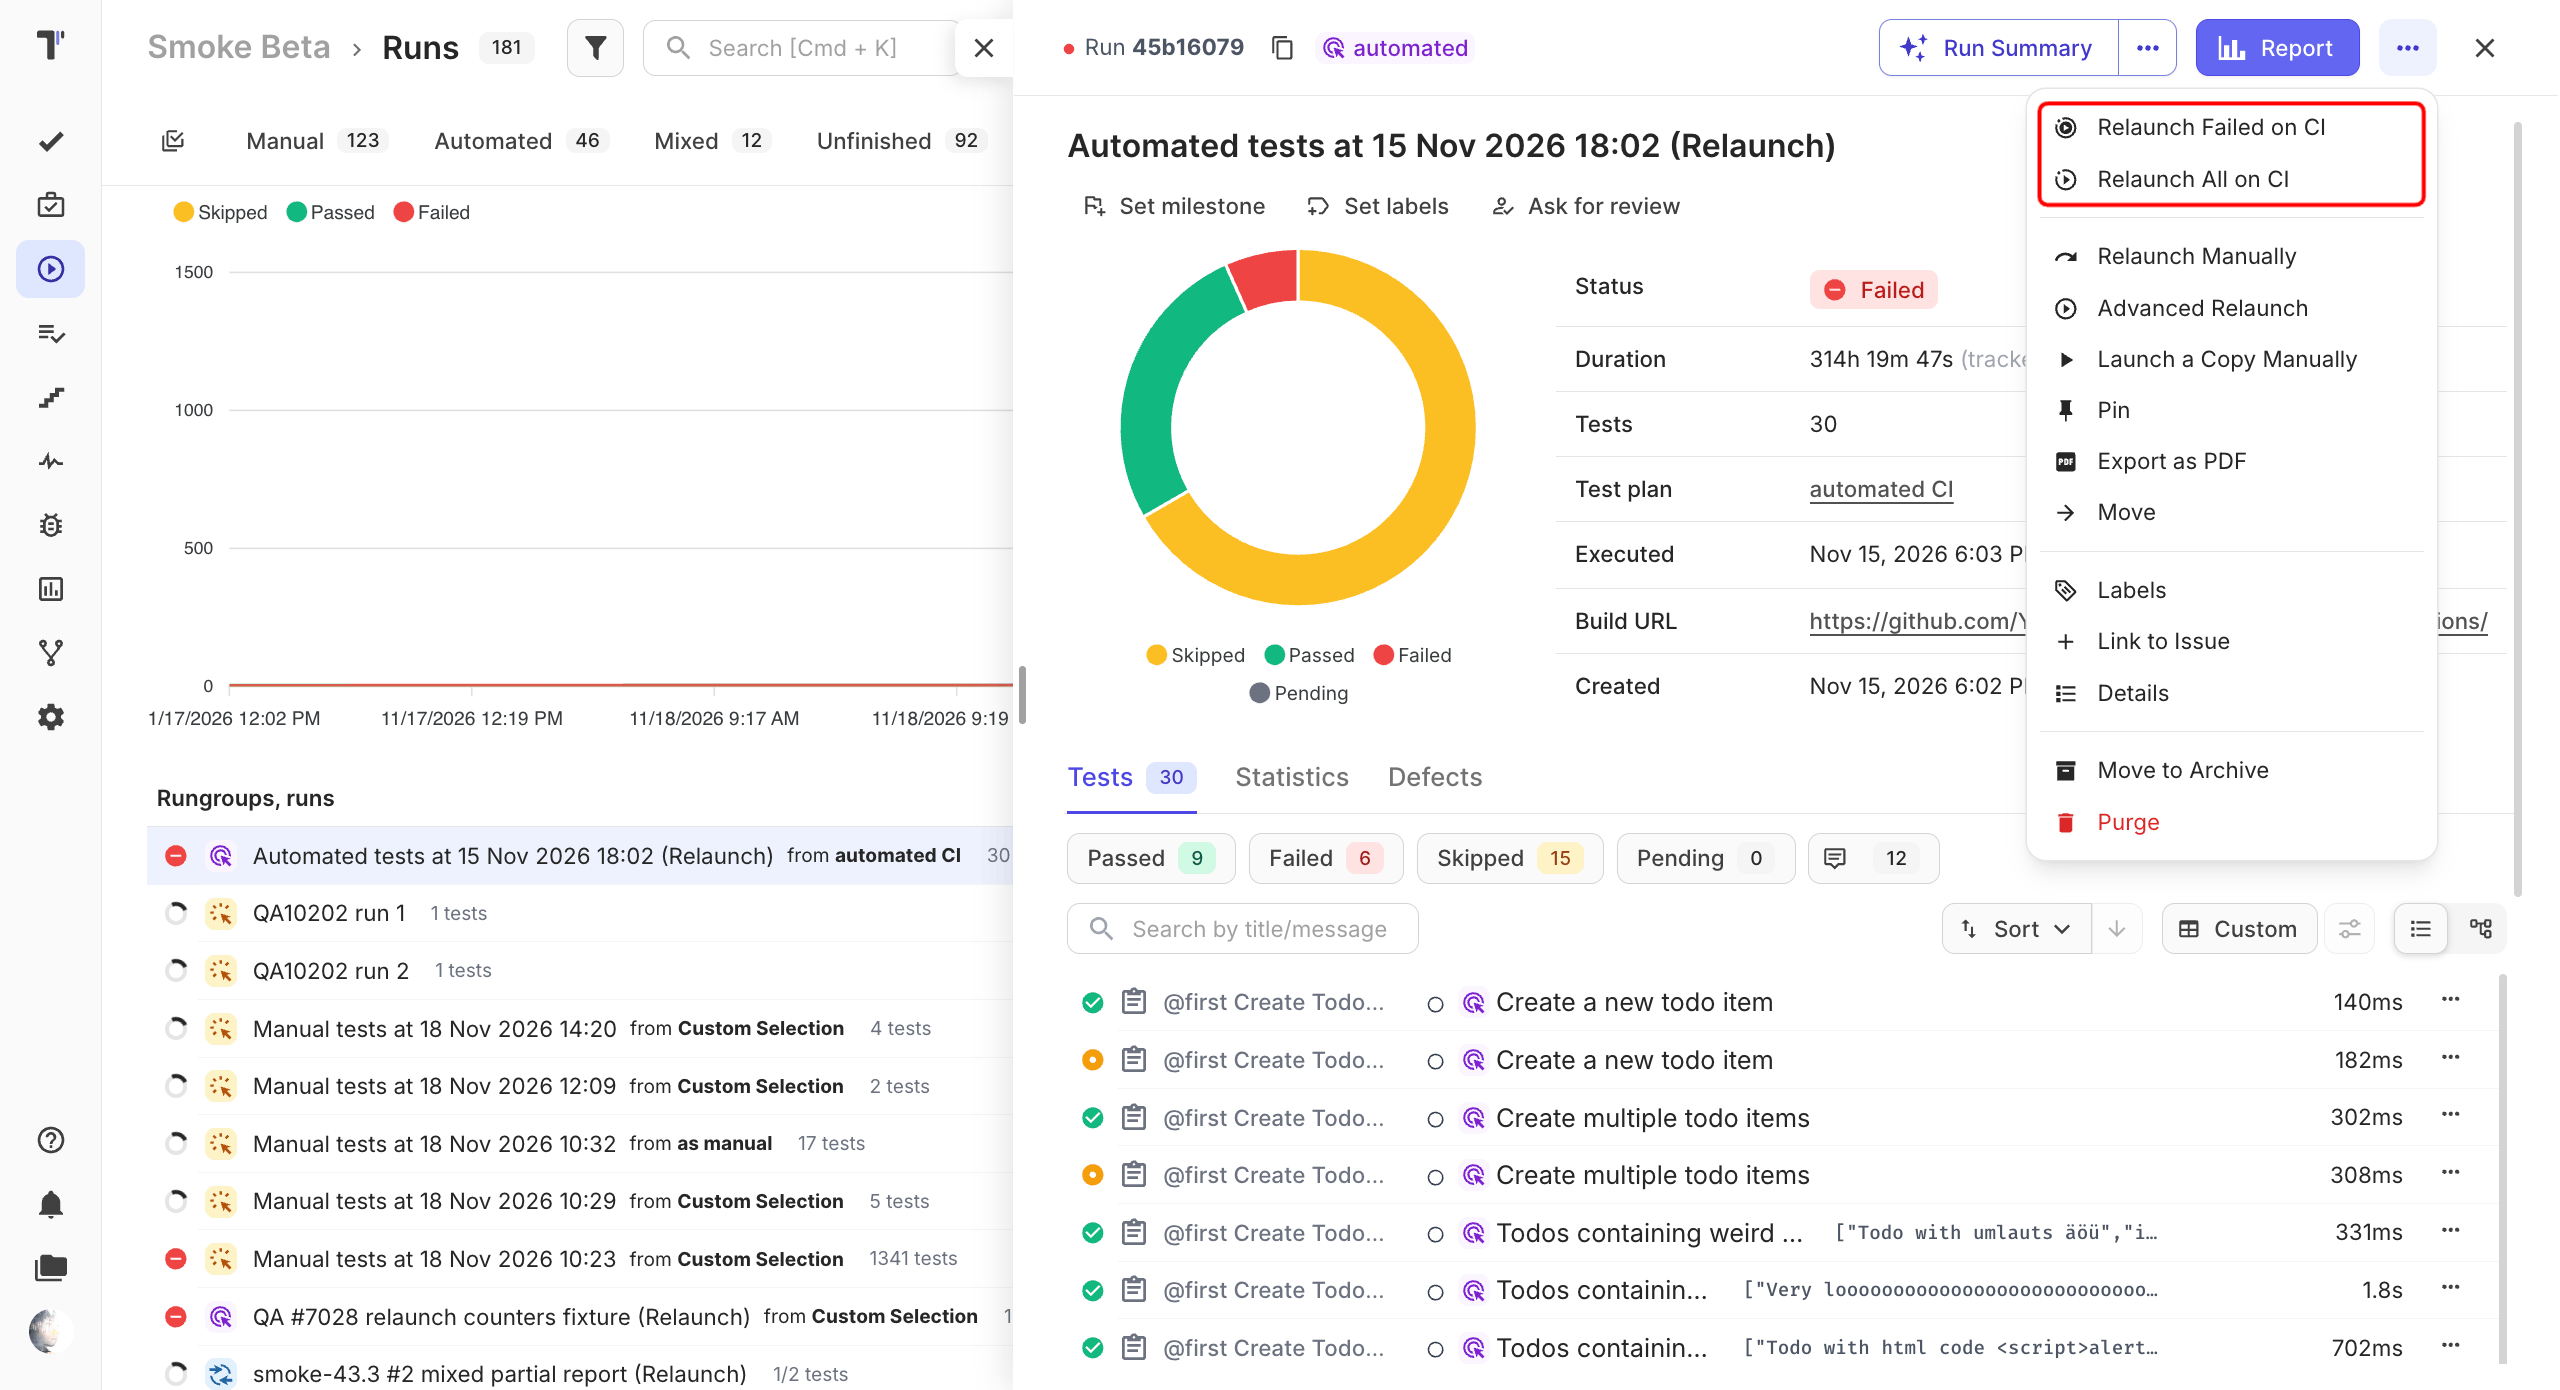 Smoke Beta › Runs 181 Search [Cmd + K]
Manual 123 Automated 46 Mixed 12 Unfinished 92
Skipped Passed Failed
1500
1000
500
0
1/17/2026 12:02 PM 11/17/2026 12:19 PM 11/18/2026 9:17 AM 11/18/2026 9:19
Rungroups, runs
Automated tests at 15 Nov 2026 18:02 (Relaunch) from automated CI 30
QA10202 run 1 1 tests
QA10202 run 2 1 tests
Manual tests at 18 Nov 2026 14:20 from Custom Selection 4 tests
Manual tests at 18 Nov 2026 12:09 from Custom Selection 2 tests
Manual tests at 18 Nov 2026 10:32 from as manual 17 tests
Manual tests at 18 Nov 2026 10:29 from Custom Selection 5 tests
Manual tests at 18 Nov 2026 10:23 from Custom Selection 1341 tests
QA #7028 relaunch counters fixture (Relaunch) from Custom Selection 1
smoke-43.3 #2 mixed partial report (Relaunch) 1/2 tests
Run 45b16079 automated Run Summary Report
Automated tests at 15 Nov 2026 18:02 (Relaunch)
Set milestone Set labels Ask for review
Skipped Passed Failed
Pending
Status Failed
Duration 314h 19m 47s (tracke
Tests 30
Test plan automated CI
Executed Nov 15, 2026 6:03 P
Build URL https://github.com/Y ions/
Created Nov 15, 2026 6:02 P
Relaunch Failed on CI
Relaunch All on CI
Relaunch Manually
Advanced Relaunch
Launch a Copy Manually
Pin
PDF Export as PDF
Move
Labels
Link to Issue
Details
Move to Archive
Purge
Tests 30 Statistics Defects
Passed 9 Failed 6 Skipped 15 Pending 0 12
Search by title/message Sort Custom
@first Create Todo... Create a new todo item 140ms
@first Create Todo... Create a new todo item 182ms
@first Create Todo... Create multiple todo items 302ms
@first Create Todo... Create multiple todo items 308ms
@first Create Todo... Todos containing weird ... ["Todo with umlauts äöü","i… 331ms
@first Create Todo... Todos containin... ["Very looooooooooooooooooooooooooo… 1.8s
@first Create Todo... Todos containin... ["Todo with html code <script>alert… 702ms